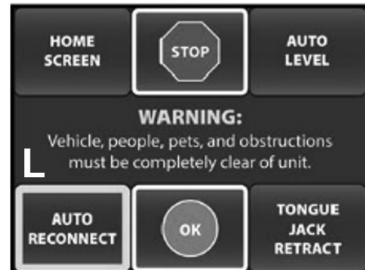 HOME
SCREEN
STOP
AUTO
LEVEL
WARNING:
Vehicle, people, pets, and obstructions
must be completely clear of unit.
L
AUTO
RECONNECT
OK
TONGUE
JACK
RETRACT